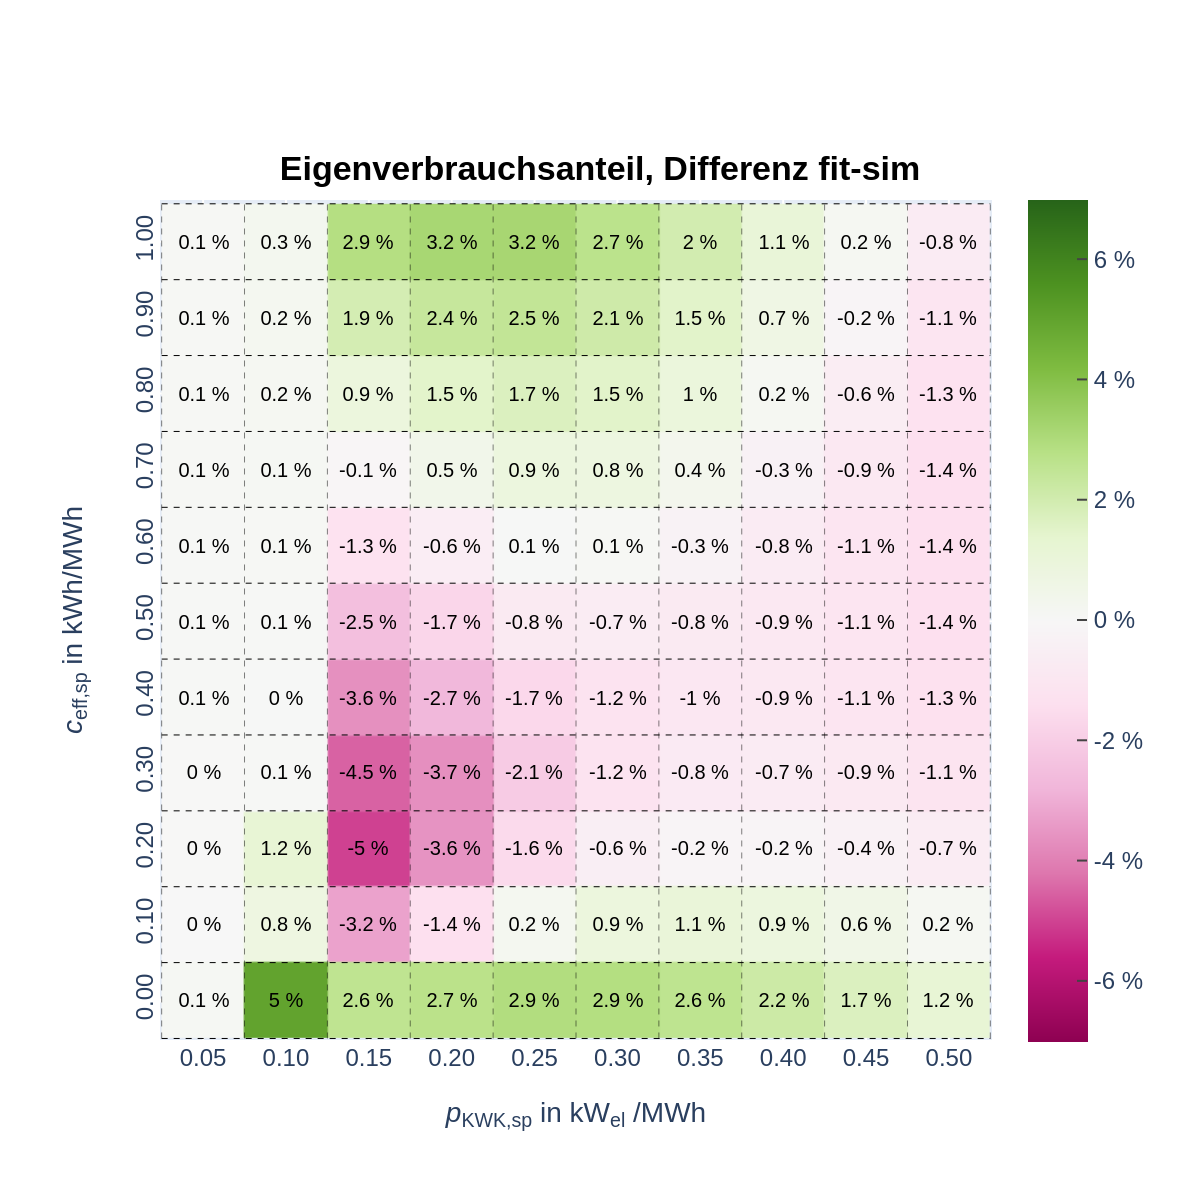 Eigenverbrauchsanteil, Differenz fit-sim
1.00 0.1 % 0.3 % 2.9 % 3.2 % 3.2 % 2.7 % 2 % 1.1 % 0.2 % -0.8 %
0.90 0.1 % 0.2 % 1.9 % 2.4 % 2.5 % 2.1 % 1.5 % 0.7 % -0.2 % -1.1 %
0.80 0.1 % 0.2 % 0.9 % 1.5 % 1.7 % 1.5 % 1 % 0.2 % -0.6 % -1.3 %
0.70 0.1 % 0.1 % -0.1 % 0.5 % 0.9 % 0.8 % 0.4 % -0.3 % -0.9 % -1.4 %
0.60 0.1 % 0.1 % -1.3 % -0.6 % 0.1 % 0.1 % -0.3 % -0.8 % -1.1 % -1.4 %
0.50 0.1 % 0.1 % -2.5 % -1.7 % -0.8 % -0.7 % -0.8 % -0.9 % -1.1 % -1.4 %
0.40 0.1 % 0 % -3.6 % -2.7 % -1.7 % -1.2 % -1 % -0.9 % -1.1 % -1.3 %
0.30 0 % 0.1 % -4.5 % -3.7 % -2.1 % -1.2 % -0.8 % -0.7 % -0.9 % -1.1 %
0.20 0 % 1.2 % -5 % -3.6 % -1.6 % -0.6 % -0.2 % -0.2 % -0.4 % -0.7 %
0.10 0 % 0.8 % -3.2 % -1.4 % 0.2 % 0.9 % 1.1 % 0.9 % 0.6 % 0.2 %
0.00 0.1 % 5 % 2.6 % 2.7 % 2.9 % 2.9 % 2.6 % 2.2 % 1.7 % 1.2 %
0.05 0.10 0.15 0.20 0.25 0.30 0.35 0.40 0.45 0.50
p KWK,sp in kW el /MWh
c eff,sp in kWh/MWh
6 %
4 %
2 %
0 %
-2 %
-4 %
-6 %